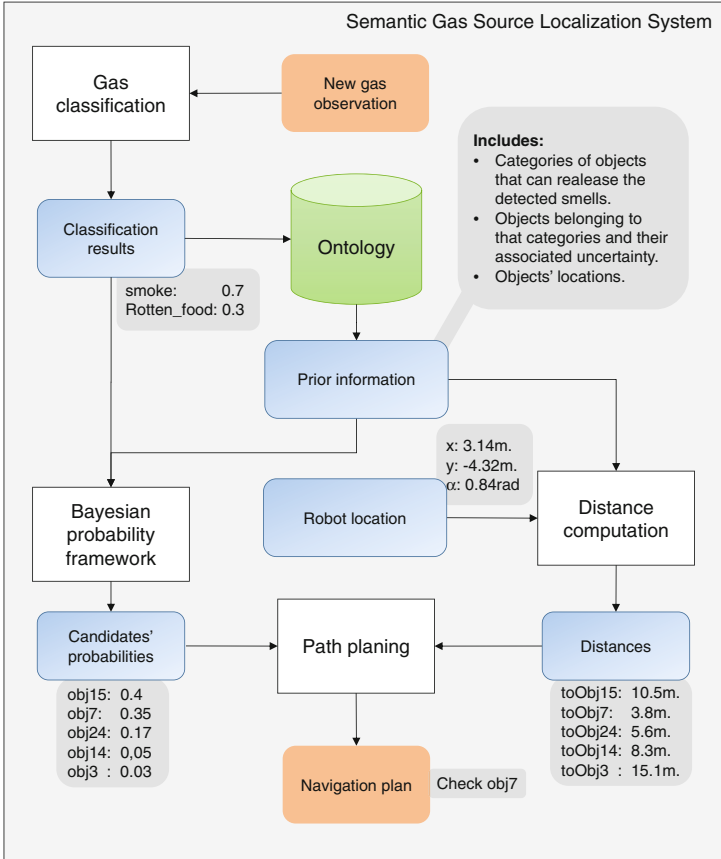 Semantic Gas Source Localization System
Gas
classification
New gas
observation
Includes:
• Categories of objects
that can realease the
detected smells.
• Objects belonging to
that categories and their
associated uncertainty.
• Objects' locations.
Classification
results
Ontology
smoke: 0.7
Rotten_food: 0.3
Prior information
x: 3.14m.
y: -4.32m.
α: 0.84rad
Bayesian
probability
framework
Robot location
Distance
computation
Candidates'
probabilities
Path planing
Distances
obj15: 0.4
obj7: 0.35
obj24: 0.17
obj14: 0,05
obj3 : 0.03
toObj15: 10.5m.
toObj7: 3.8m.
toObj24: 5.6m.
toObj14: 8.3m.
toObj3 : 15.1m.
Navigation plan
Check obj7